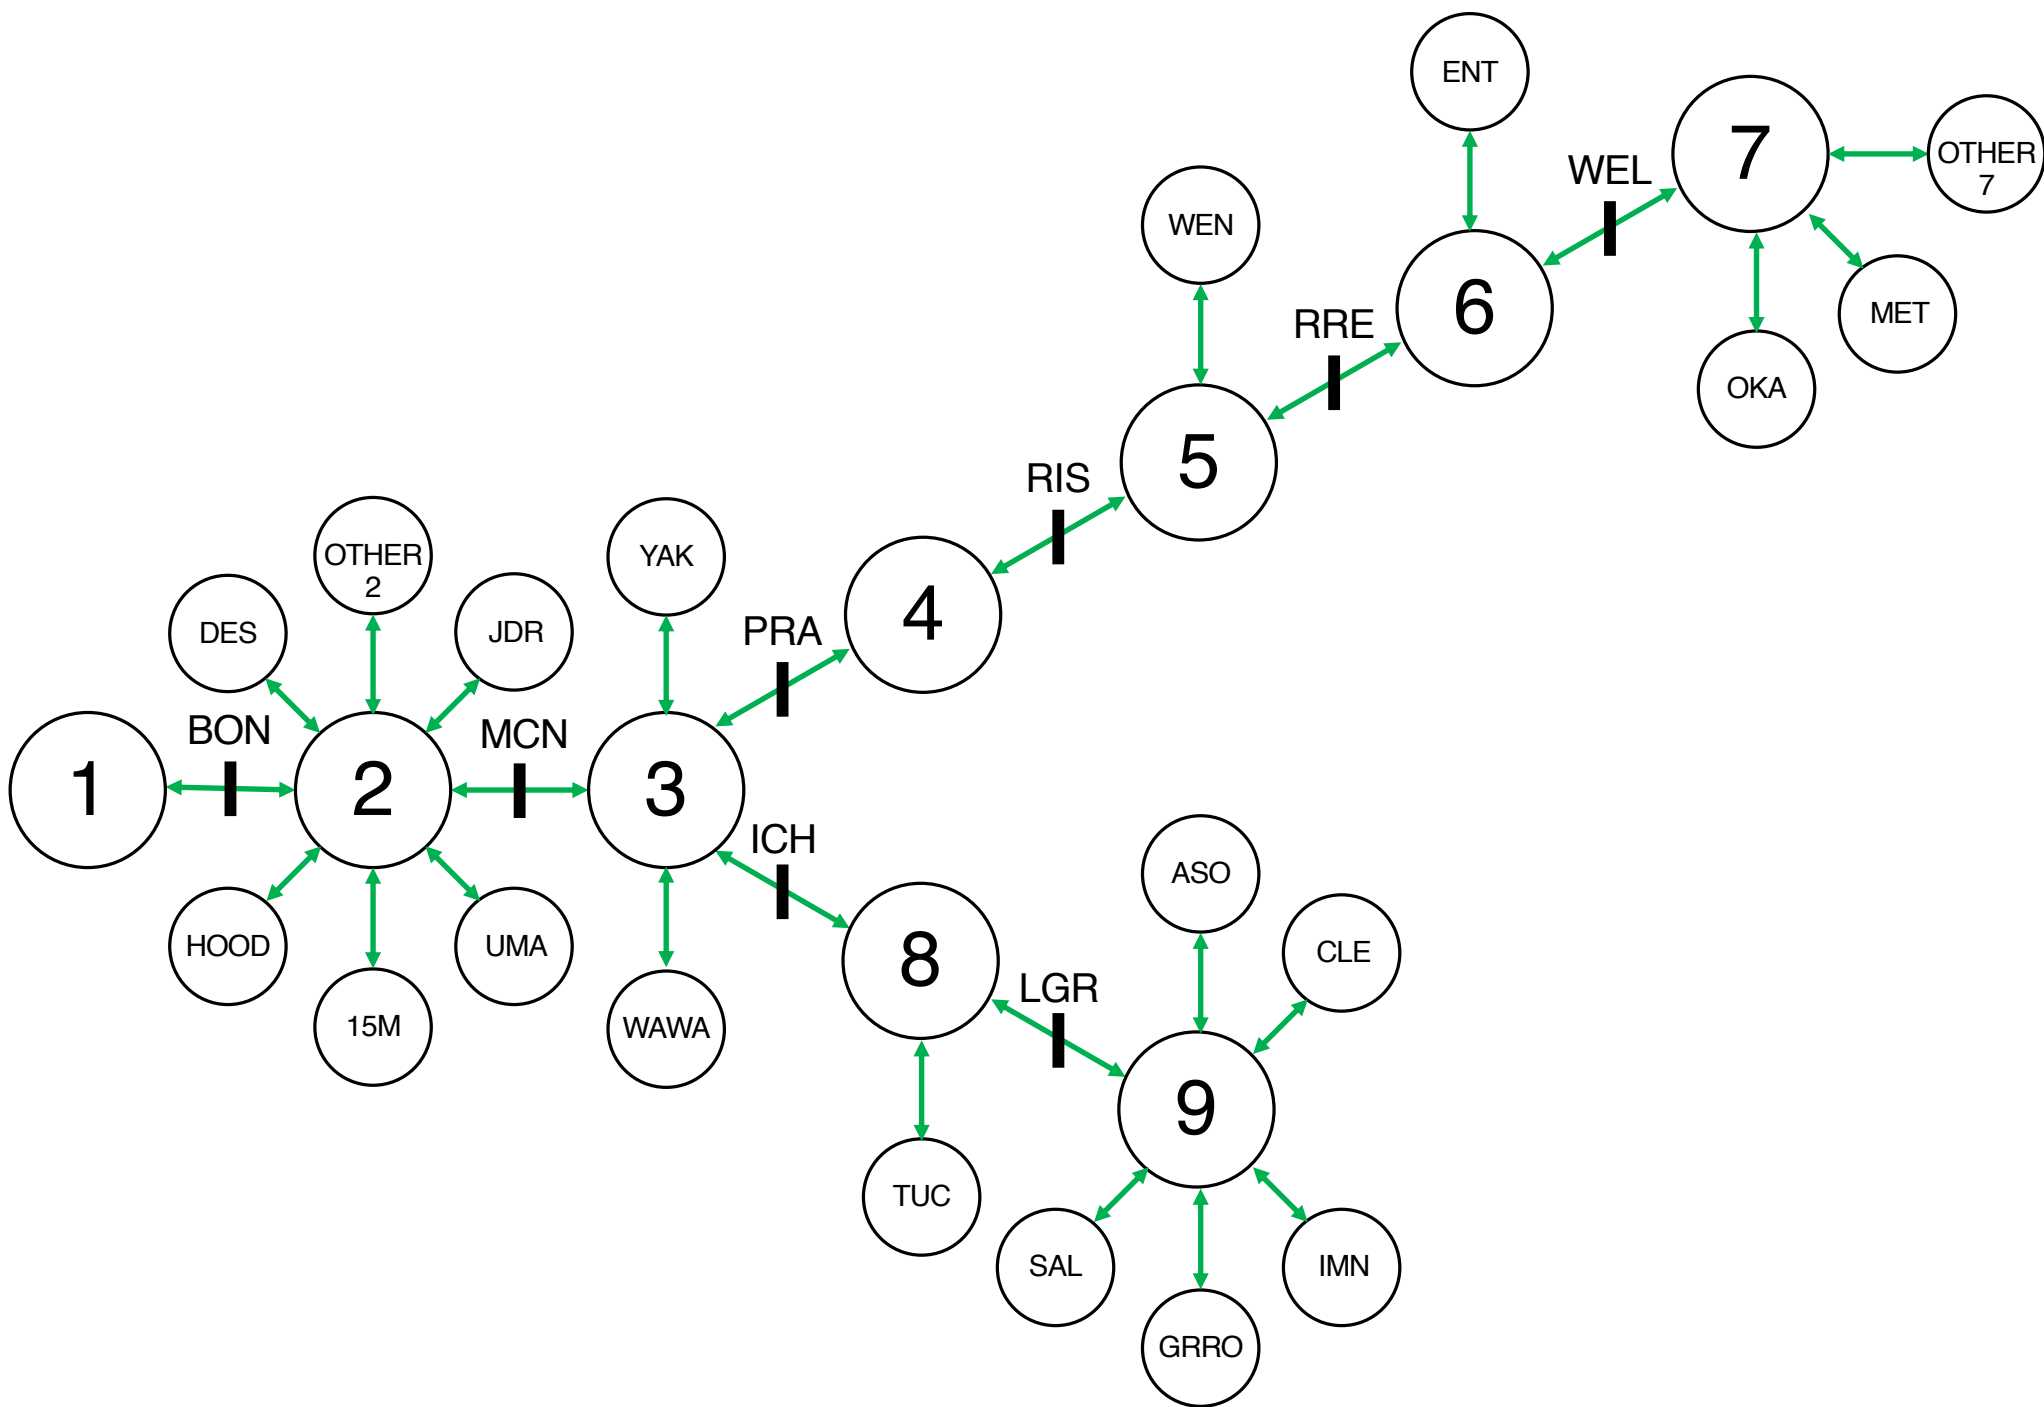 ENT
7
OTHER
7
WEL
WEN
6
MET
RRE
OKA
5
RIS
OTHER
2
YAK
4
DES
JDR
PRA
BON
MCN
1
2
3
ICH
ASO
HOOD
UMA
8
CLE
15M
WAWA
LGR
9
TUC
SAL
IMN
GRRO